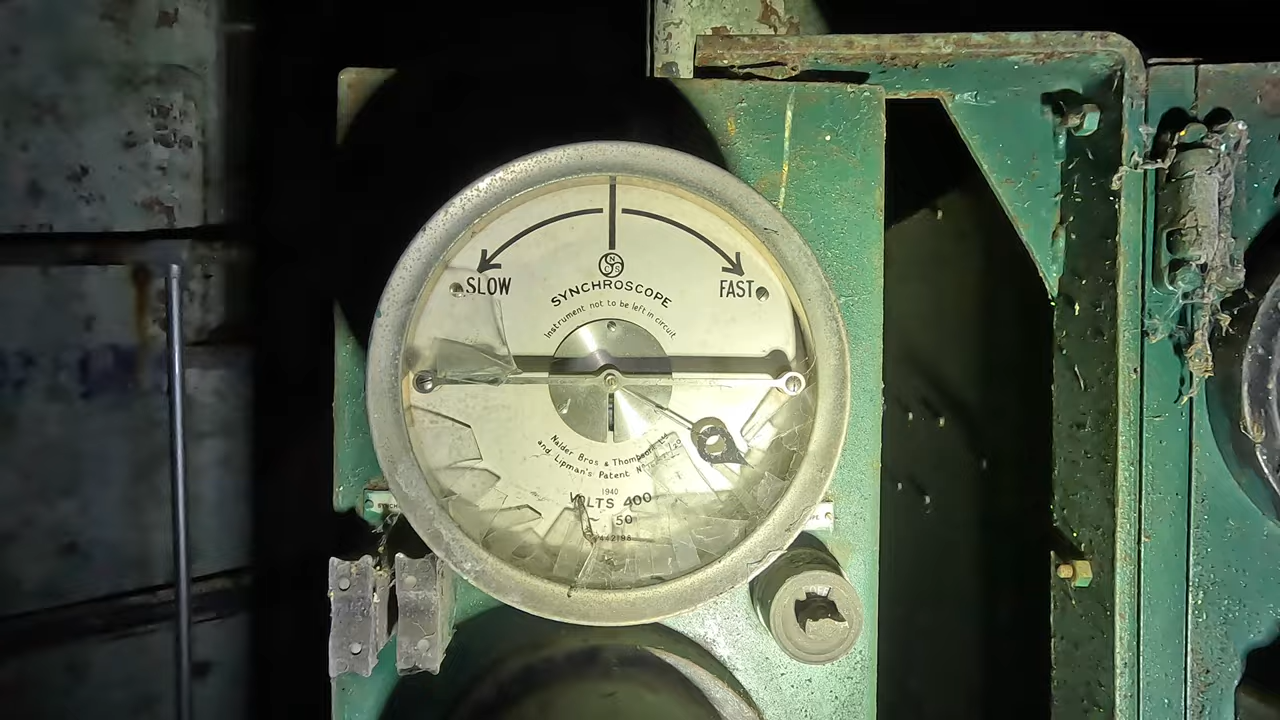 N
C S
SLOW
FAST
SYNCHROSCOPE
Instrument not to be left in circuit
Nalder Bros & Thompson Ltd
and Lipman's Patent No
1940
VOLTS 400
~ 50